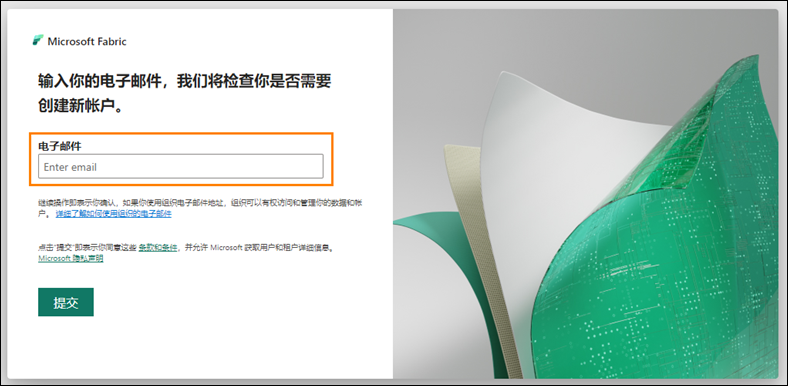 Microsoft Fabric
输入你的电子邮件，我们将检查你是否需要
创建新帐户。
电子邮件
Enter email
继续操作即表示你确认，如果你使用组织电子邮件地址，组织可以有权访问和管理你的数据和帐
户。 详细了解如何使用组织的电子邮件
点击“提交”即表示你同意这些 条款和条件，并允许 Microsoft 获取用户和租户详细信息。
Microsoft 隐私声明
提交